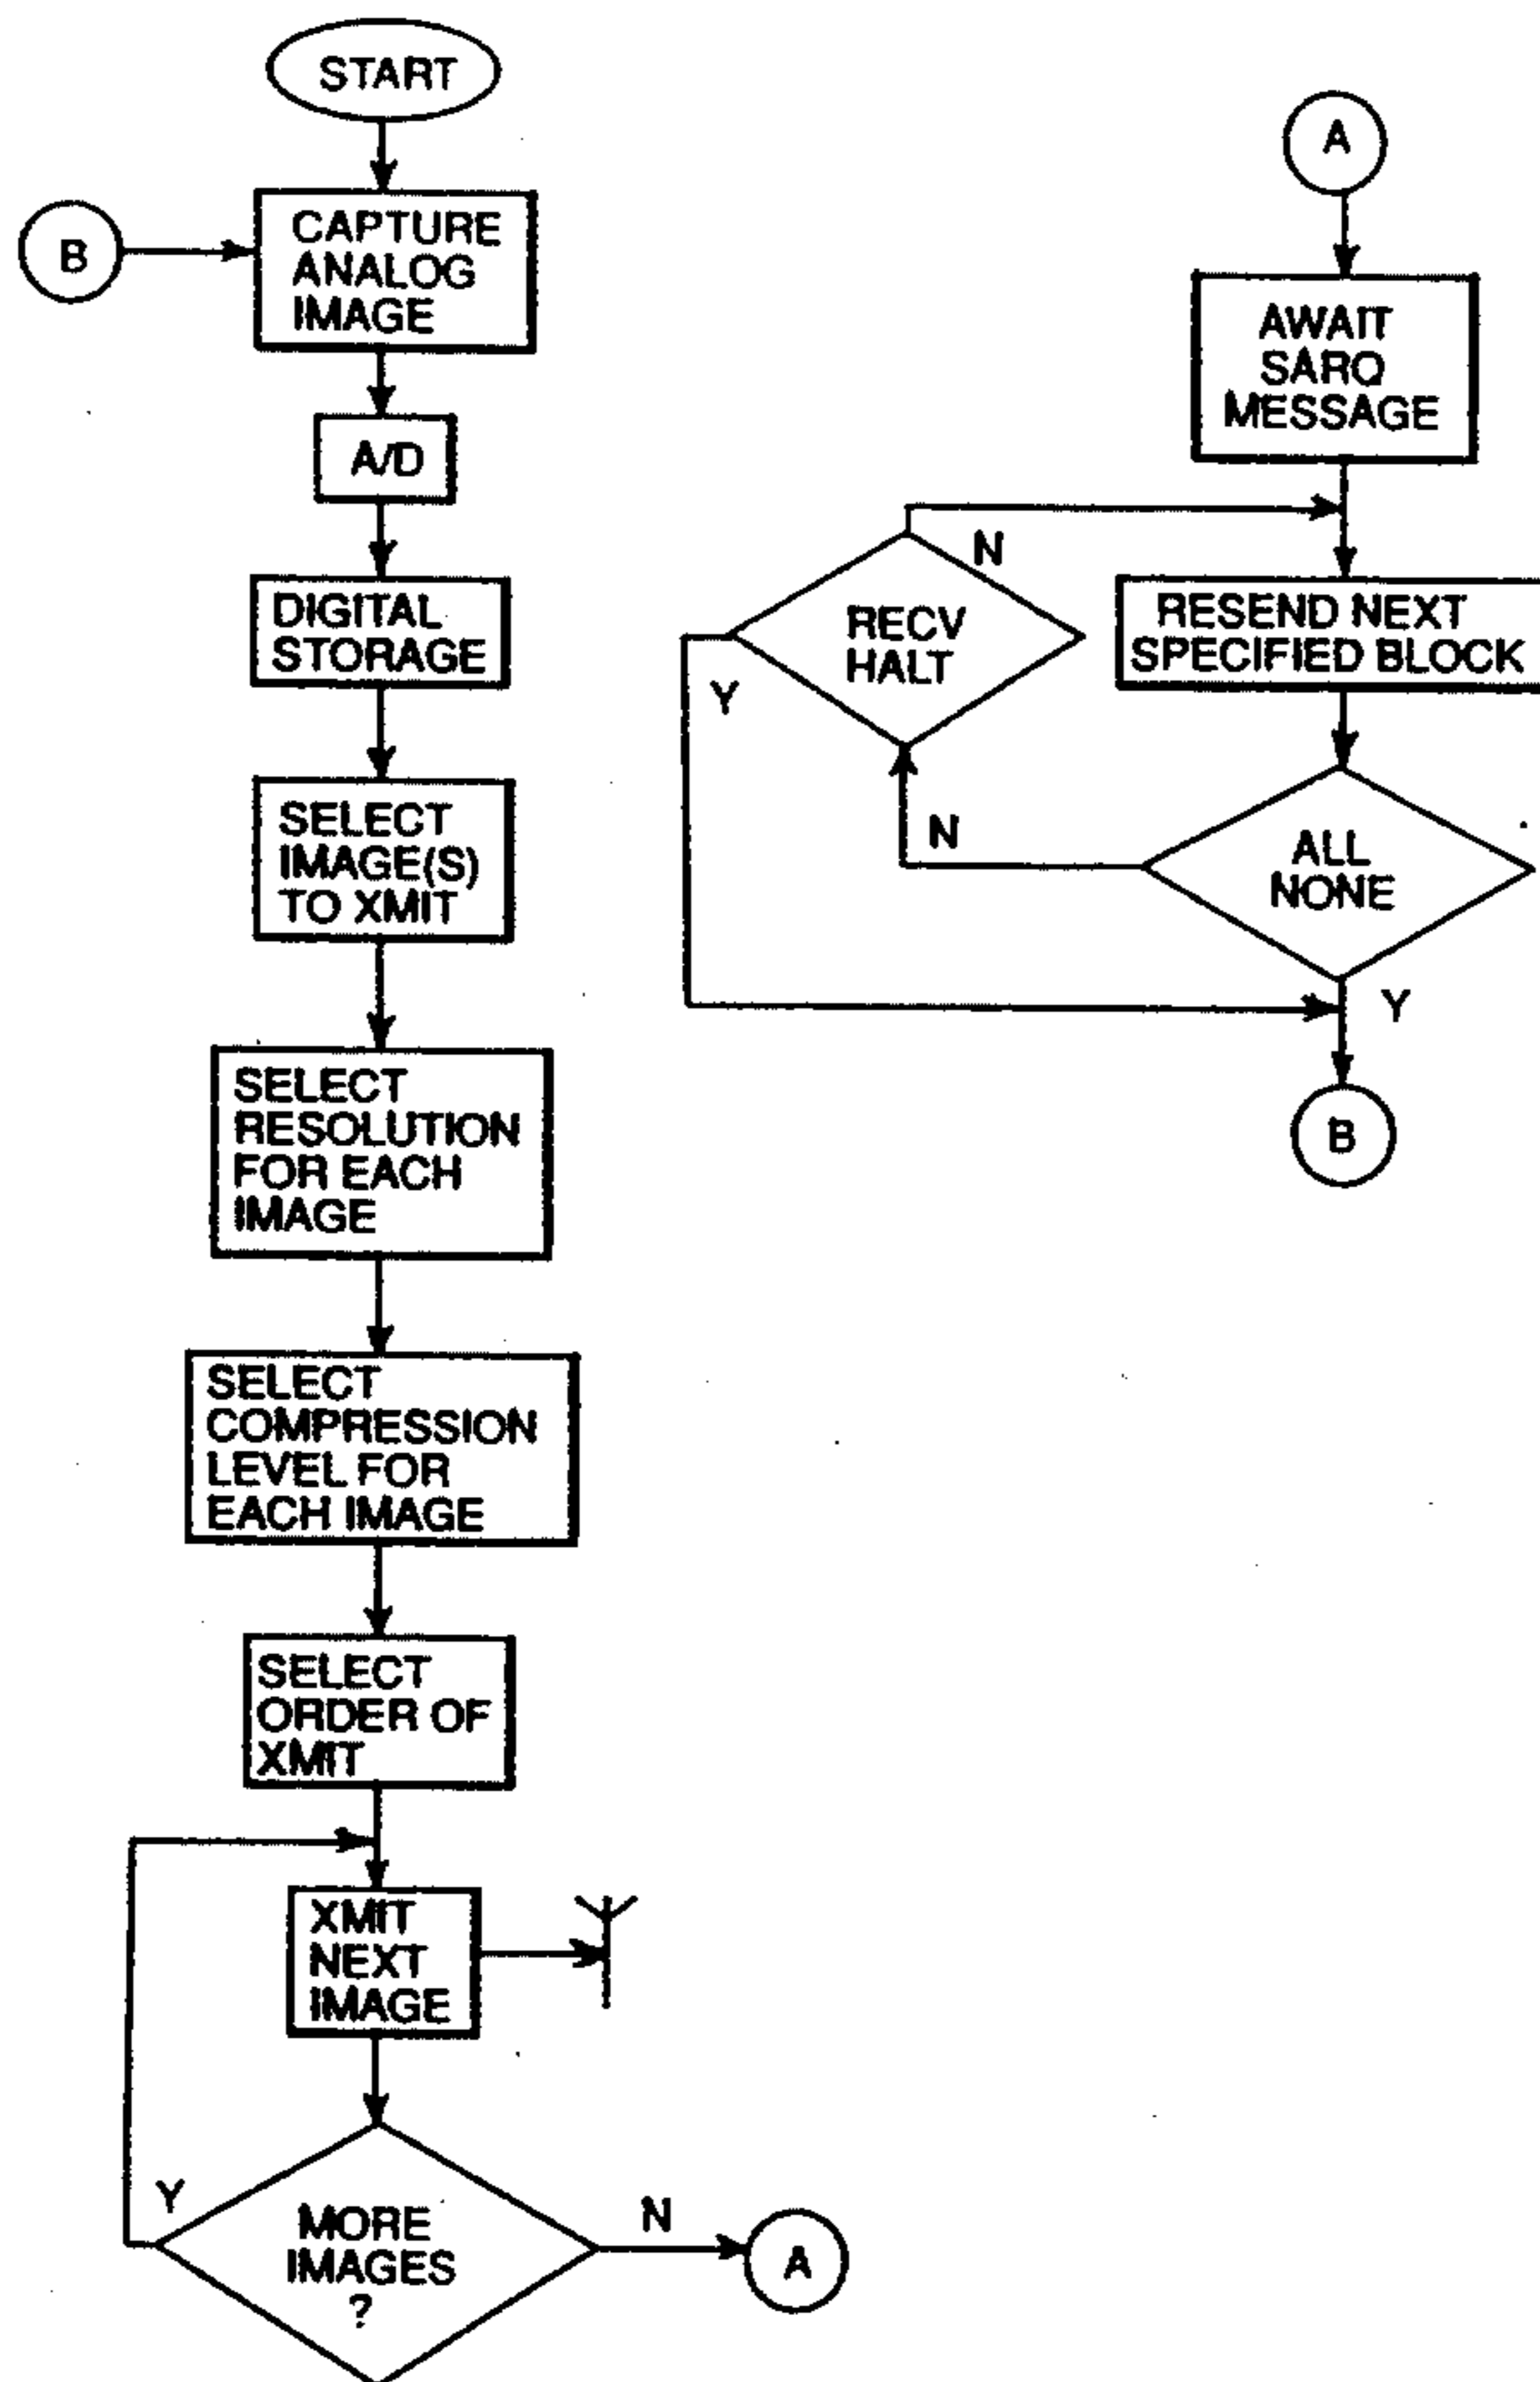 START
B
CAPTURE
ANALOG
IMAGE
A/D
DIGITAL
STORAGE
SELECT
IMAGE(S)
TO XMIT
SELECT
RESOLUTION
FOR EACH
IMAGE
SELECT
COMPRESSION
LEVEL FOR
EACH IMAGE
SELECT
ORDER OF
XMIT
XMIT
NEXT
IMAGE
Y
MORE
IMAGES
?
N
A
A
AWAIT
SARQ
MESSAGE
N
RECV
HALT
Y
RESEND NEXT
SPECIFIED BLOCK
N
ALL
NONE
Y
B